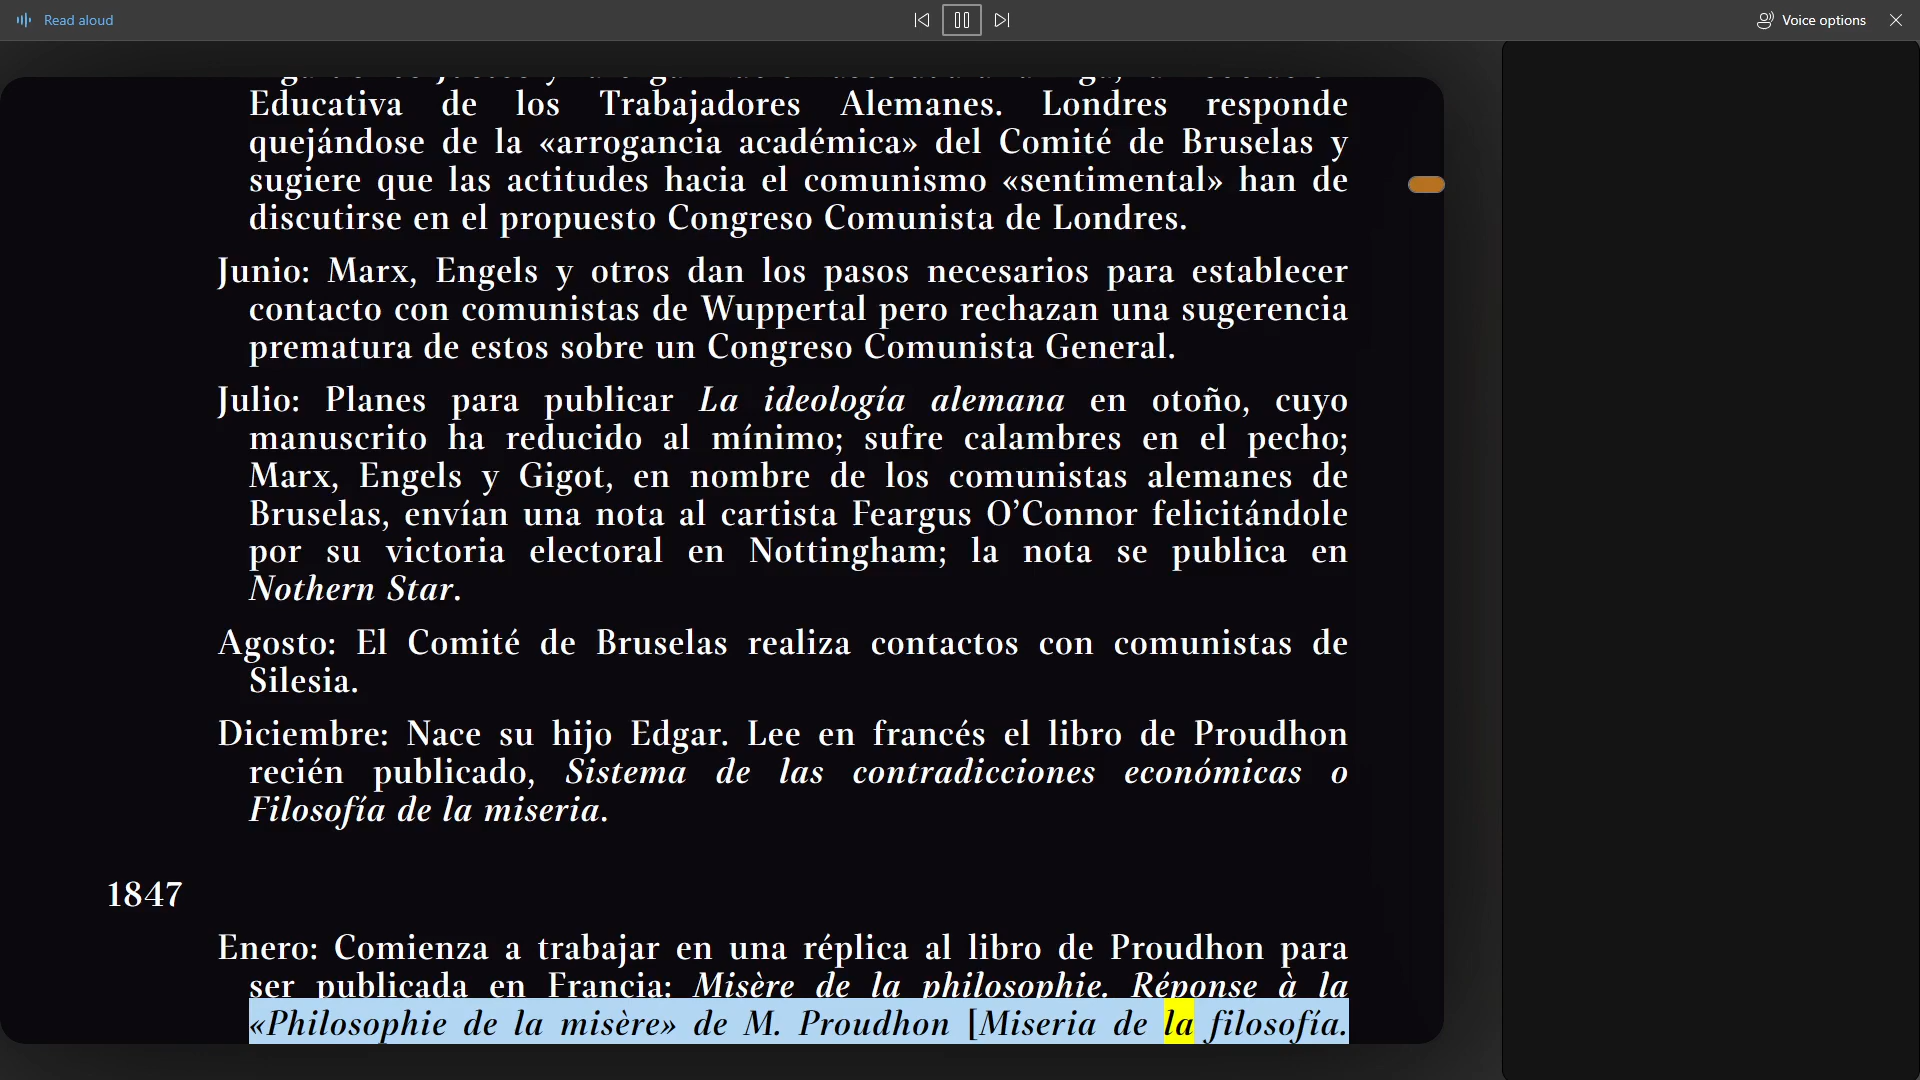 Read aloud
Voice options
Educativa de los Trabajadores Alemanes. Londres responde
quejándose de la «arrogancia académica» del Comité de Bruselas y
sugiere que las actitudes hacia el comunismo «sentimental» han de
discutirse en el propuesto Congreso Comunista de Londres.
Junio: Marx, Engels y otros dan los pasos necesarios para establecer
contacto con comunistas de Wuppertal pero rechazan una sugerencia
prematura de estos sobre un Congreso Comunista General.
Julio: Planes para publicar La ideología alemana en otoño, cuyo
manuscrito ha reducido al mínimo; sufre calambres en el pecho;
Marx, Engels y Gigot, en nombre de los comunistas alemanes de
Bruselas, envían una nota al cartista Feargus O’Connor felicitándole
por su victoria electoral en Nottingham; la nota se publica en
Nothern Star.
Agosto: El Comité de Bruselas realiza contactos con comunistas de
Silesia.
Diciembre: Nace su hijo Edgar. Lee en francés el libro de Proudhon
recién publicado, Sistema de las contradicciones económicas o
Filosofía de la miseria.
1847
Enero: Comienza a trabajar en una réplica al libro de Proudhon para
ser publicada en Francia: Misère de la philosophie. Réponse à la
«Philosophie de la misère» de M. Proudhon [Miseria de la filosofía.